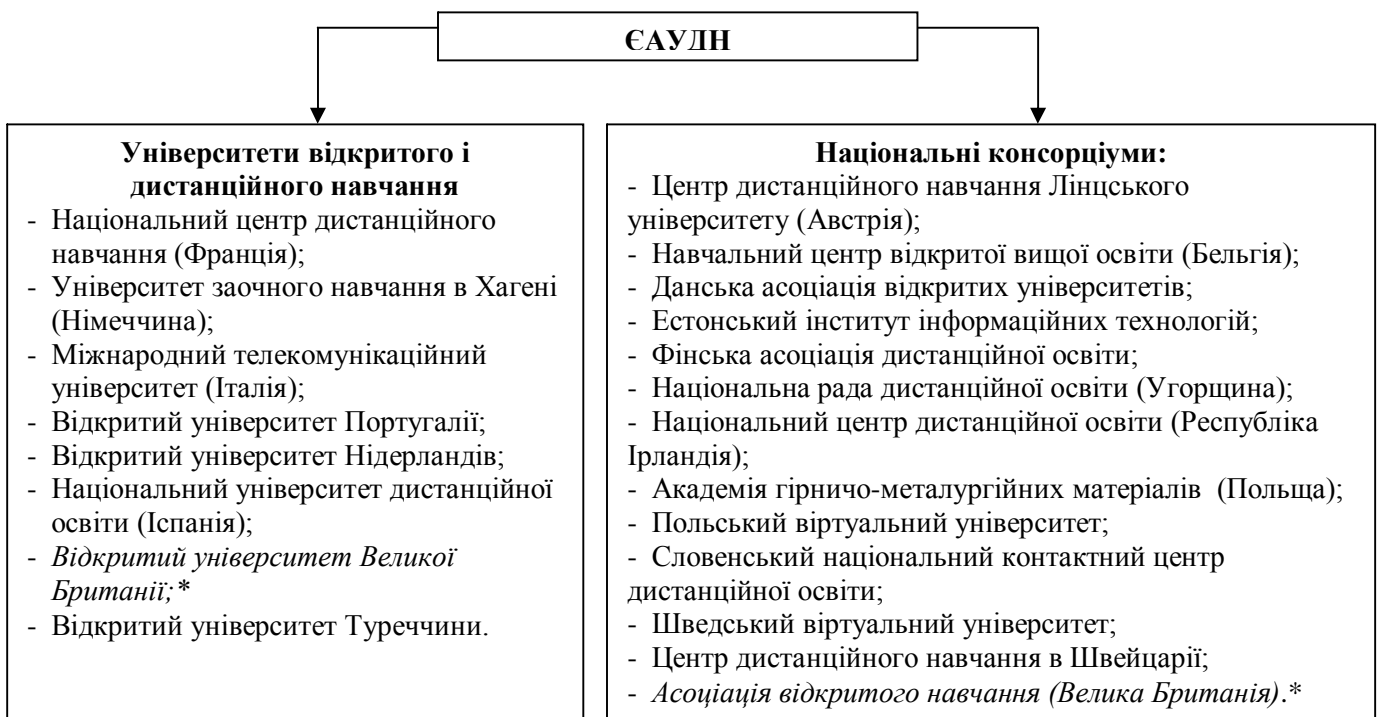 ЄАУДН
Університети відкритого і
дистанційного навчання
- Національний центр дистанційного
навчання (Франція);
- Університет заочного навчання в Хагені
(Німеччина);
- Міжнародний телекомунікаційний
університет (Італія);
- Відкритий університет Португалії;
- Відкритий університет Нідерландів;
- Національний університет дистанційної
освіти (Іспанія);
- Відкритий університет Великої
Британії;*
- Відкритий університет Туреччини.
Національні консорціуми:
- Центр дистанційного навчання Лінцського
університету (Австрія);
- Навчальний центр відкритої вищої освіти (Бельгія);
- Данська асоціація відкритих університетів;
- Естонський інститут інформаційних технологій;
- Фінська асоціація дистанційної освіти;
- Національна рада дистанційної освіти (Угорщина);
- Національний центр дистанційної освіти (Республіка
Ірландія);
- Академія гірничо-металургійних матеріалів (Польща);
- Польський віртуальний університет;
- Словенський національний контактний центр
дистанційної освіти;
- Шведський віртуальний університет;
- Центр дистанційного навчання в Швейцарії;
- Асоціація відкритого навчання (Велика Британія).*